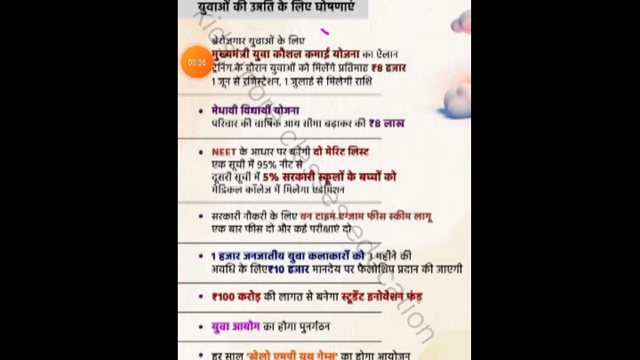 युवाओं की उन्नति के लिए घोषणाएं
बेरोजगार युवाओं के लिए
मुख्यमंत्री युवा कौशल कमाई योजना का ऐलान
ट्रेनिंग के दौरान युवाओं को मिलेंगे प्रतिमाह ₹8 हजार
1 जून से रजिस्ट्रेशन, 1 जुलाई से मिलेगी राशि
00:06
• मेधावी विद्यार्थी योजना
परिवार की वार्षिक आय सीमा बढ़ाकर की ₹8 लाख
• NEET के आधार पर बनेगी दो मेरिट लिस्ट
एक सूची में 95% नीट से
दूसरी सूची में 5% सरकारी स्कूलों के बच्चों को
मेडिकल कॉलेज में मिलेगा एडमिशन
• सरकारी नौकरी के लिए वन टाइम एग्जाम फीस स्कीम लागू
एक बार फीस दो और कई परीक्षाएं दो
• 1 हजार जनजातीय युवा कलाकारों को 3 महीने की
अवधि के लिए ₹10 हजार मानदेय पर फैलोशिप प्रदान की जाएगी
• ₹100 करोड़ की लागत से बनेगा स्टूडेंट इनोवेशन फंड
• युवा आयोग का होगा पुनर्गठन
• हर साल 'खेलो एमपी यूथ गेम्स' का होगा आयोजन